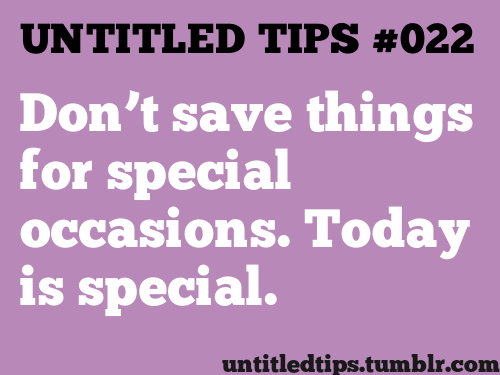 UNTITLED TIPS #022
Don’t save things
for special
occasions. Today
is special.
untitledtips.tumblr.com